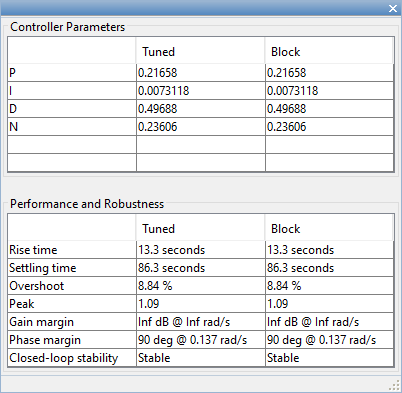 Controller Parameters
Tuned Block
P 0.21658 0.21658
I 0.0073118 0.0073118
D 0.49688 0.49688
N 0.23606 0.23606
Performance and Robustness
Tuned Block
Rise time 13.3 seconds 13.3 seconds
Settling time 86.3 seconds 86.3 seconds
Overshoot 8.84 % 8.84 %
Peak 1.09 1.09
Gain margin Inf dB @ Inf rad/s Inf dB @ Inf rad/s
Phase margin 90 deg @ 0.137 rad/s 90 deg @ 0.137 rad/s
Closed-loop stability Stable Stable